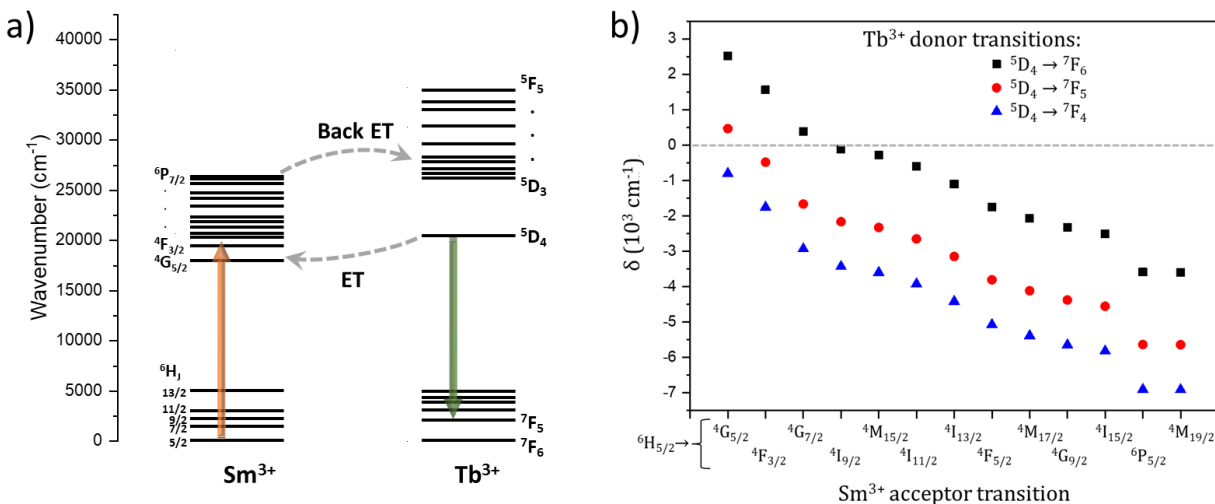 a)
Wavenumber (cm⁻¹)
40000
35000
30000
25000
20000
15000
10000
5000
0
⁶P₇/₂
⁴F₃/₂
⁴G₅/₂
⁶Hⱼ
13/2
11/2
9/2
7/2
5/2
Back ET
ET
⁵F₅
⁵D₃
⁵D₄
⁷F₅
⁷F₆
Sm³⁺
Tb³⁺
b)
δ (10³ cm⁻¹)
3
2
1
0
-1
-2
-3
-4
-5
-6
-7
Tb³⁺ donor transitions:
⁵D₄ → ⁷F₆
⁵D₄ → ⁷F₅
⁵D₄ → ⁷F₄
⁶H₅/₂→
⁴G₅/₂ ⁴G₇/₂ ⁴M₁₅/₂ ⁴I₁₃/₂ ⁴M₁₇/₂ ⁴I₁₅/₂ ⁴M₁₉/₂
⁴F₃/₂ ⁴I₉/₂ ⁴I₁₁/₂ ⁴F₅/₂ ⁴G₉/₂ ⁶P₅/₂
Sm³⁺ acceptor transition